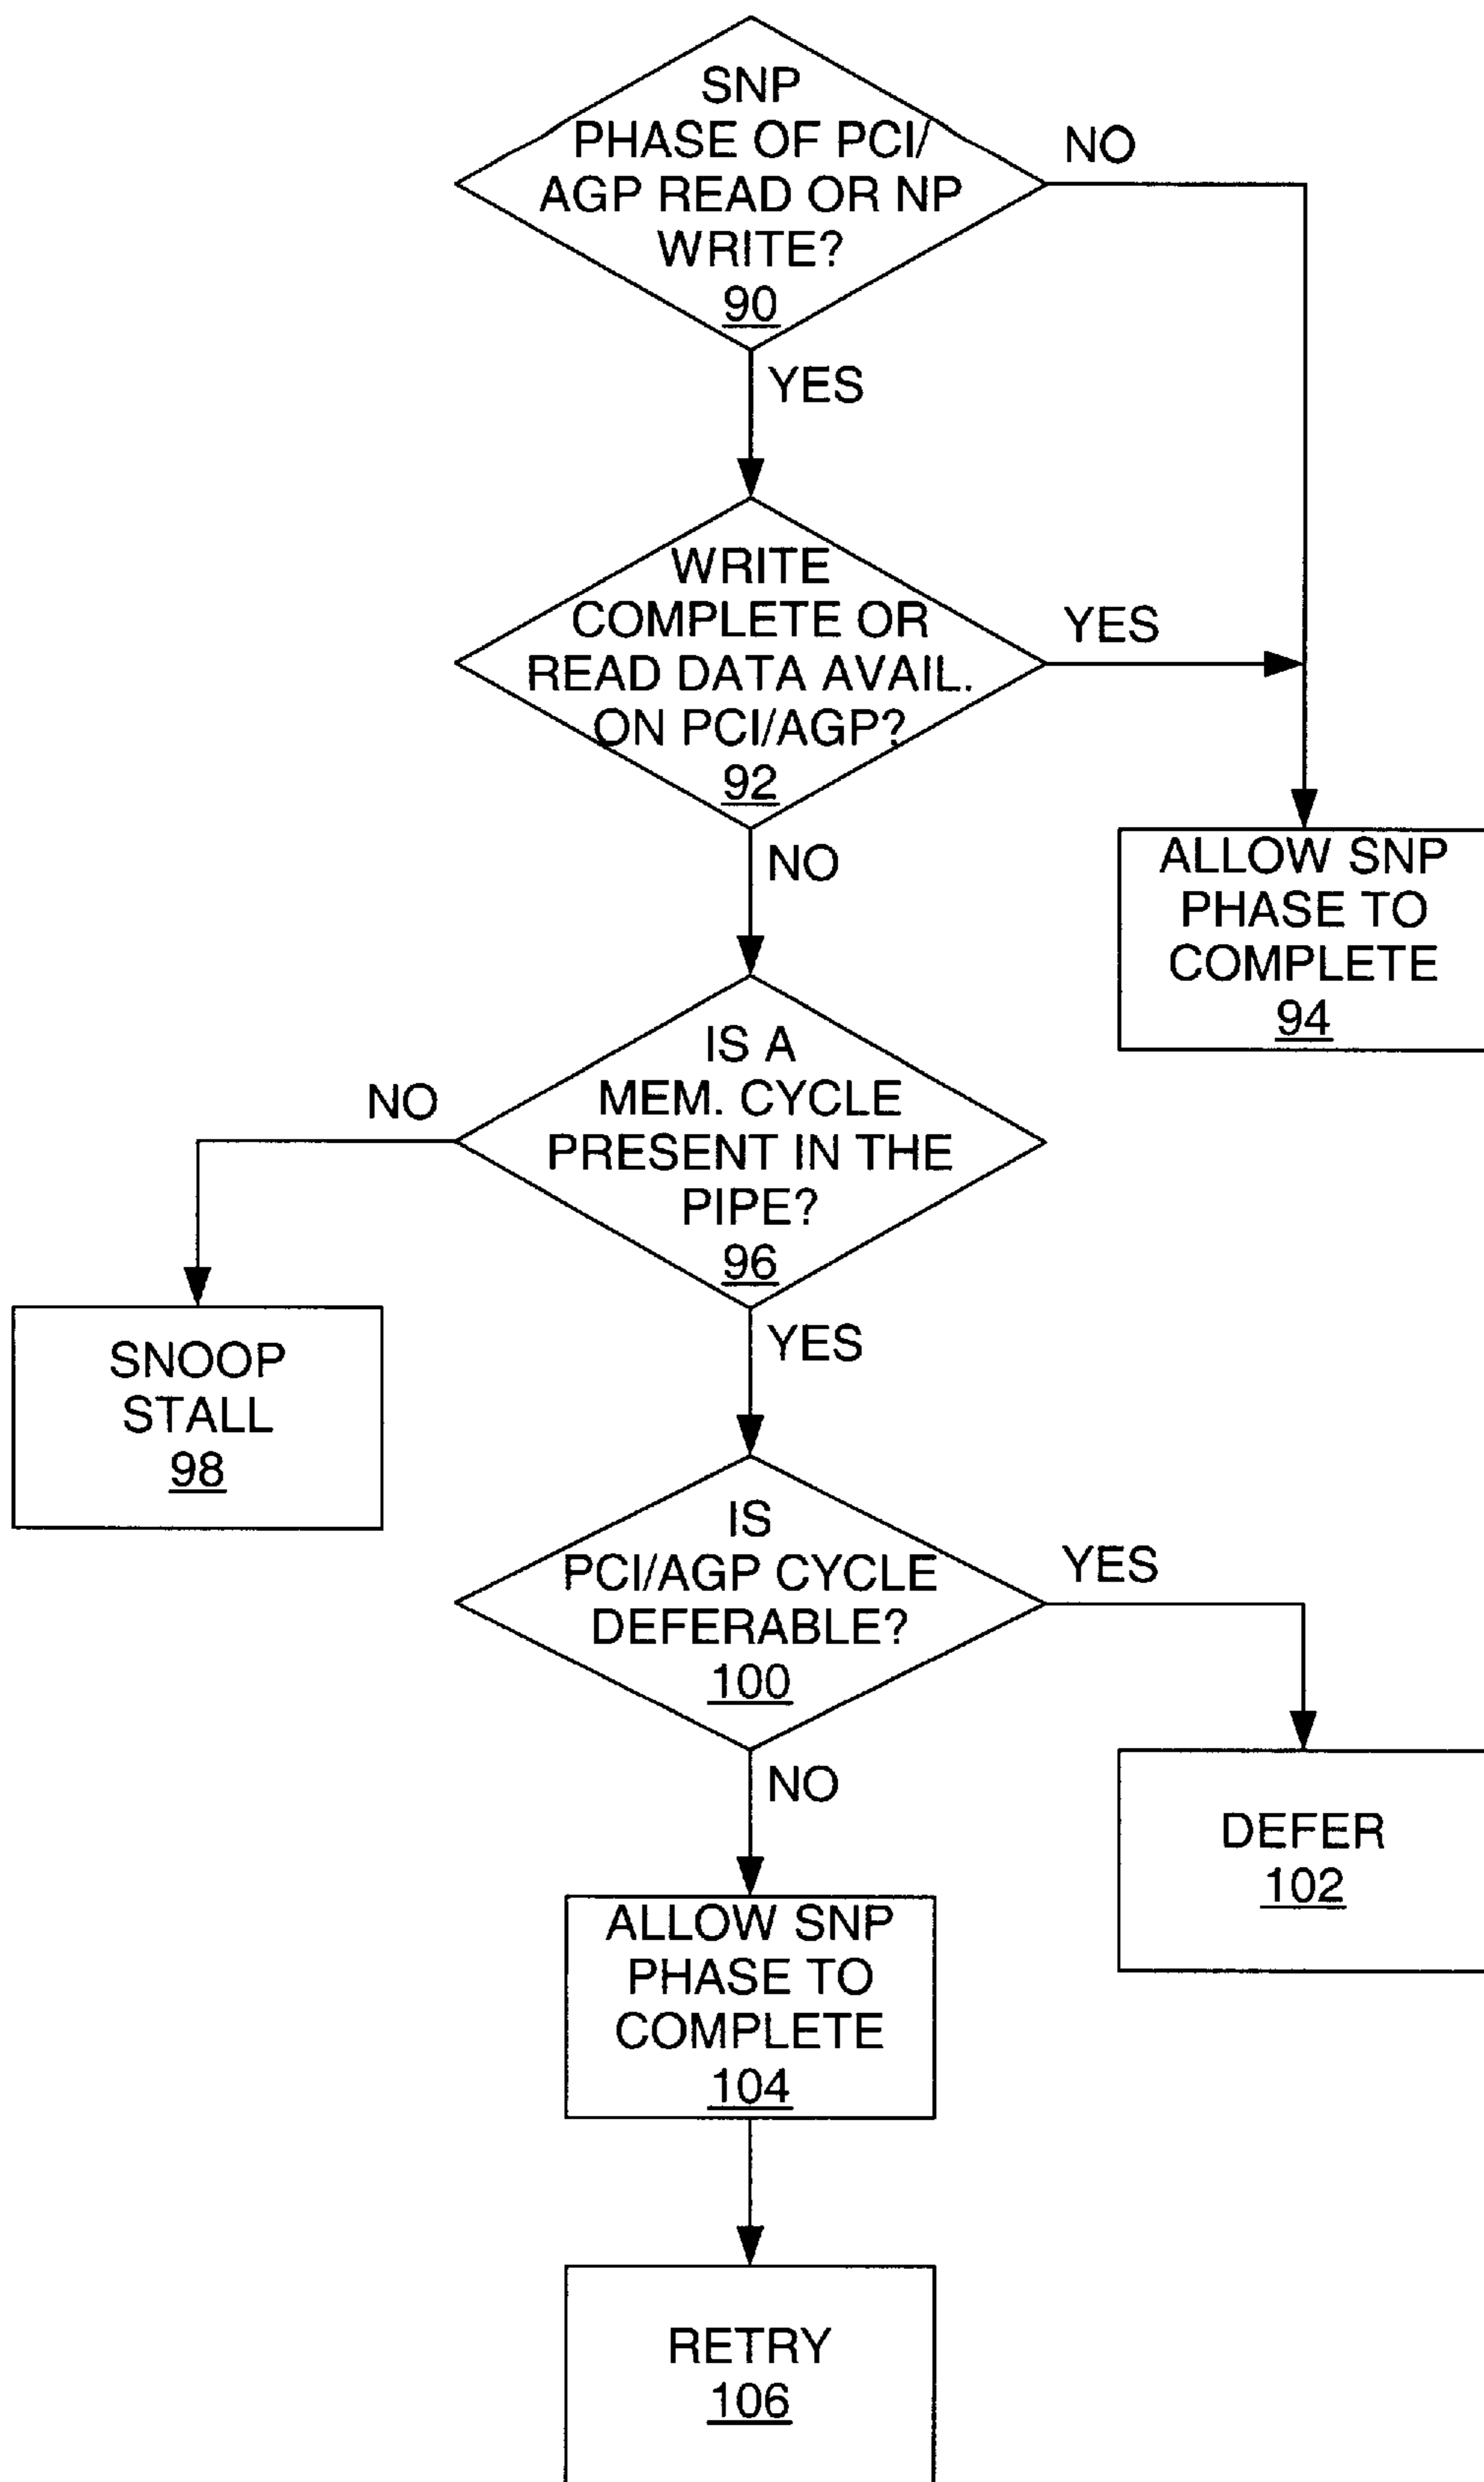 SNP
PHASE OF PCI/
AGP READ OR NP
WRITE?
90
NO
YES
WRITE
COMPLETE OR
READ DATA AVAIL.
ON PCI/AGP?
92
YES
NO
ALLOW SNP
PHASE TO
COMPLETE
94
IS A
MEM. CYCLE
PRESENT IN THE
PIPE?
96
NO
YES
SNOOP
STALL
98
IS
PCI/AGP CYCLE
DEFERABLE?
100
YES
NO
DEFER
102
ALLOW SNP
PHASE TO
COMPLETE
104
RETRY
106